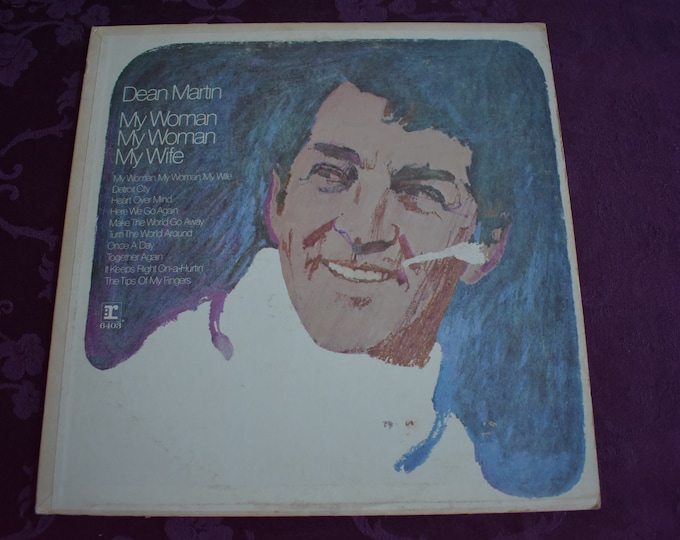 Dean Martin
My Woman
My Woman
My Wife
My Woman, My Woman, My Wife
Detroit City
Heart Over Mind
Here We Go Again
Make The World Go Away
Turn The World Around
Once A Day
Together Again
It Keeps Right On-a-Hurtin'
The Tips Of My Fingers
r
6403